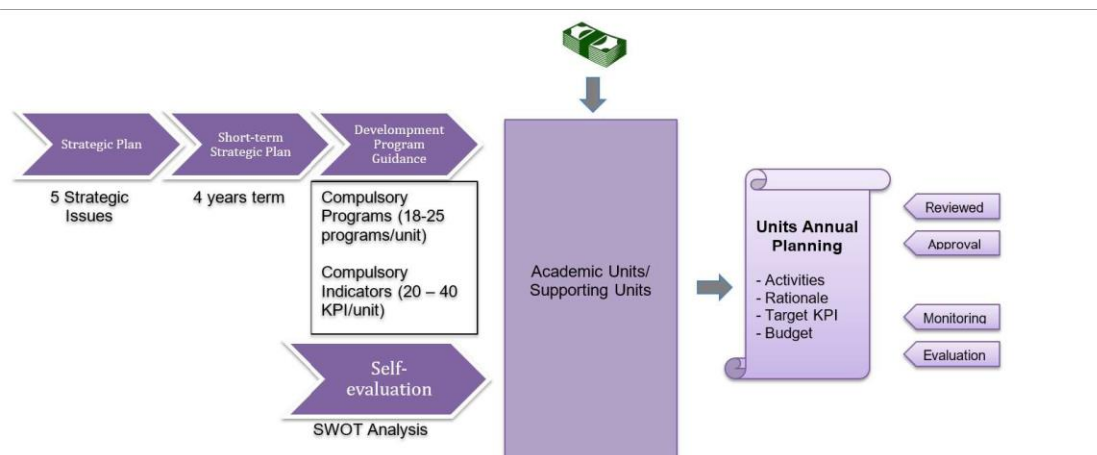 Strategic Plan
5 Strategic
Issues
Short-term
Strategic Plan
4 years term
Develompment
Program
Guidance
Compulsory
Programs (18-25
programs/unit)
Compulsory
Indicators (20 – 40
KPI/unit)
Self-
evaluation
SWOT Analysis
Academic Units/
Supporting Units
Units Annual
Planning
- Activities
- Rationale
- Target KPI
- Budget
Reviewed
Approval
Monitoring
Evaluation